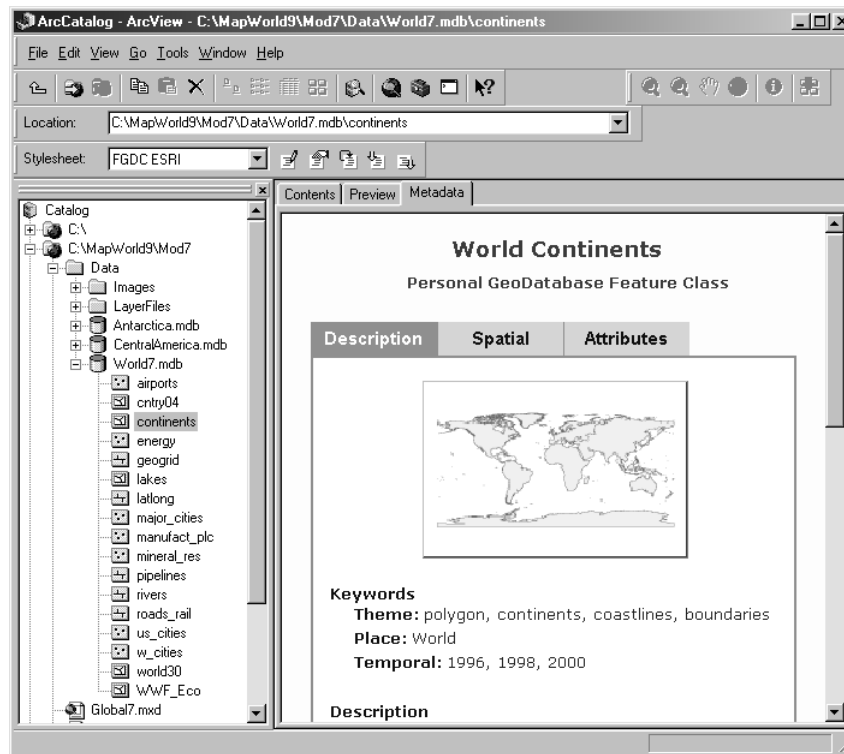 ArcCatalog - ArcView - C:\MapWorld9\Mod7\Data\World7.mdb\continents
File Edit View Go Tools Window Help
Location: C:\MapWorld9\Mod7\Data\World7.mdb\continents
Stylesheet: FGDC ESRI
Catalog
C:\
C:\MapWorld9\Mod7
Data
Images
LayerFiles
Antarctica.mdb
CentralAmerica.mdb
World7.mdb
airports
cntry04
continents
energy
geogrid
lakes
latlong
major_cities
manufact_plc
mineral_res
pipelines
rivers
roads_rail
us_cities
w_cities
world30
WWF_Eco
Global7.mxd
Contents Preview Metadata
World Continents
Personal GeoDatabase Feature Class
Description Spatial Attributes
Keywords
Theme: polygon, continents, coastlines, boundaries
Place: World
Temporal: 1996, 1998, 2000
Description